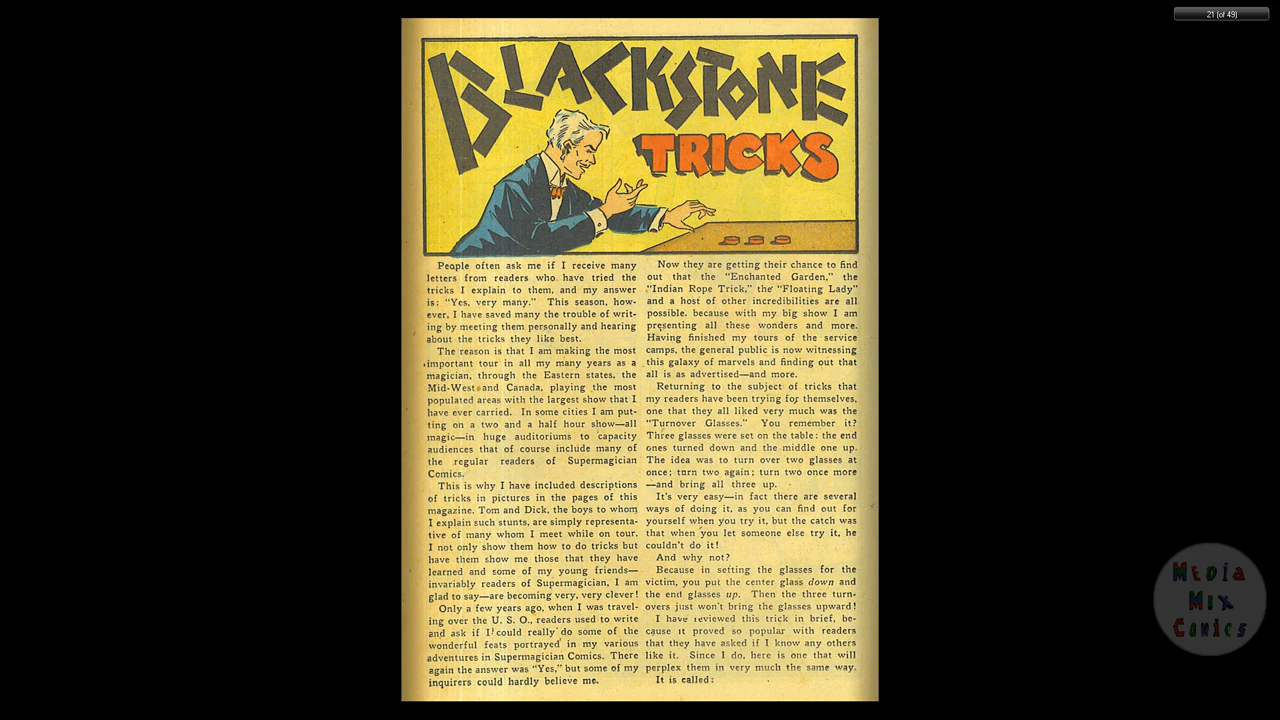 21 (of 49)
BLACKSTONE
TRICKS
People often ask me if I receive many
letters from readers who have tried the
tricks I explain to them, and my answer
is: "Yes, very many." This season, how-
ever, I have saved many the trouble of writ-
ing by meeting them personally and hearing
about the tricks they like best.
The reason is that I am making the most
important tour in all my many years as a
magician, through the Eastern states, the
Mid-West and Canada, playing the most
populated areas with the largest show that I
have ever carried. In some cities I am put-
ting on a two and a half hour show—all
magic—in huge auditoriums to capacity
audiences that of course include many of
the regular readers of Supermagician
Comics.
This is why I have included descriptions
of tricks in pictures in the pages of this
magazine. Tom and Dick, the boys to whom
I explain such stunts, are simply representa-
tive of many whom I meet while on tour.
I not only show them how to do tricks but
have them show me those that they have
learned and some of my young friends—
invariably readers of Supermagician, I am
glad to say—are becoming very, very clever!
Only a few years ago, when I was travel-
ing over the U. S. O., readers used to write
and ask if I could really do some of the
wonderful feats portrayed in my various
adventures in Supermagician Comics. There
again the answer was "Yes," but some of my
inquirers could hardly believe me.
Now they are getting their chance to find
out that the "Enchanted Garden," the
"Indian Rope Trick," the "Floating Lady"
and a host of other incredibilities are all
possible, because with my big show I am
presenting all these wonders and more.
Having finished my tours of the service
camps, the general public is now witnessing
this galaxy of marvels and finding out that
all is as advertised—and more.
Returning to the subject of tricks that
my readers have been trying for themselves,
one that they all liked very much was the
"Turnover Glasses." You remember it?
Three glasses were set on the table: the end
ones turned down and the middle one up.
The idea was to turn over two glasses at
once; turn two again; turn two once more
—and bring all three up.
It's very easy—in fact there are several
ways of doing it, as you can find out for
yourself when you try it, but the catch was
that when you let someone else try it, he
couldn't do it!
And why not?
Because in setting the glasses for the
victim, you put the center glass down and
the end glasses up. Then the three turn-
overs just won't bring the glasses upward!
I have reviewed this trick in brief, be-
cause it proved so popular with readers
that they have asked if I know any others
like it. Since I do, here is one that will
perplex them in very much the same way.
It is called:
MEDIA
MIX
COMICS